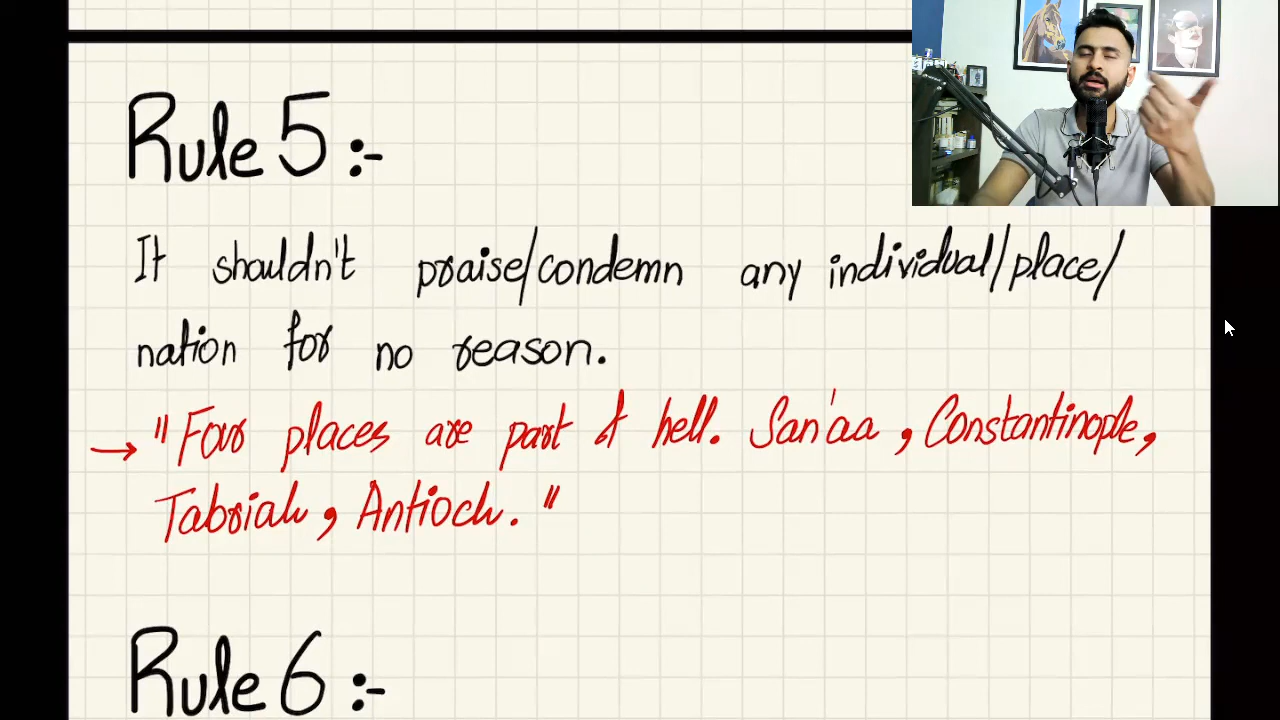 Rule 5 :-
It shouldn't praise/condemn any individual/place/
nation for no reason.
→ "Four places are part of hell. San'aa, Constantinople,
Tabriah, Antioch."
Rule 6 :-